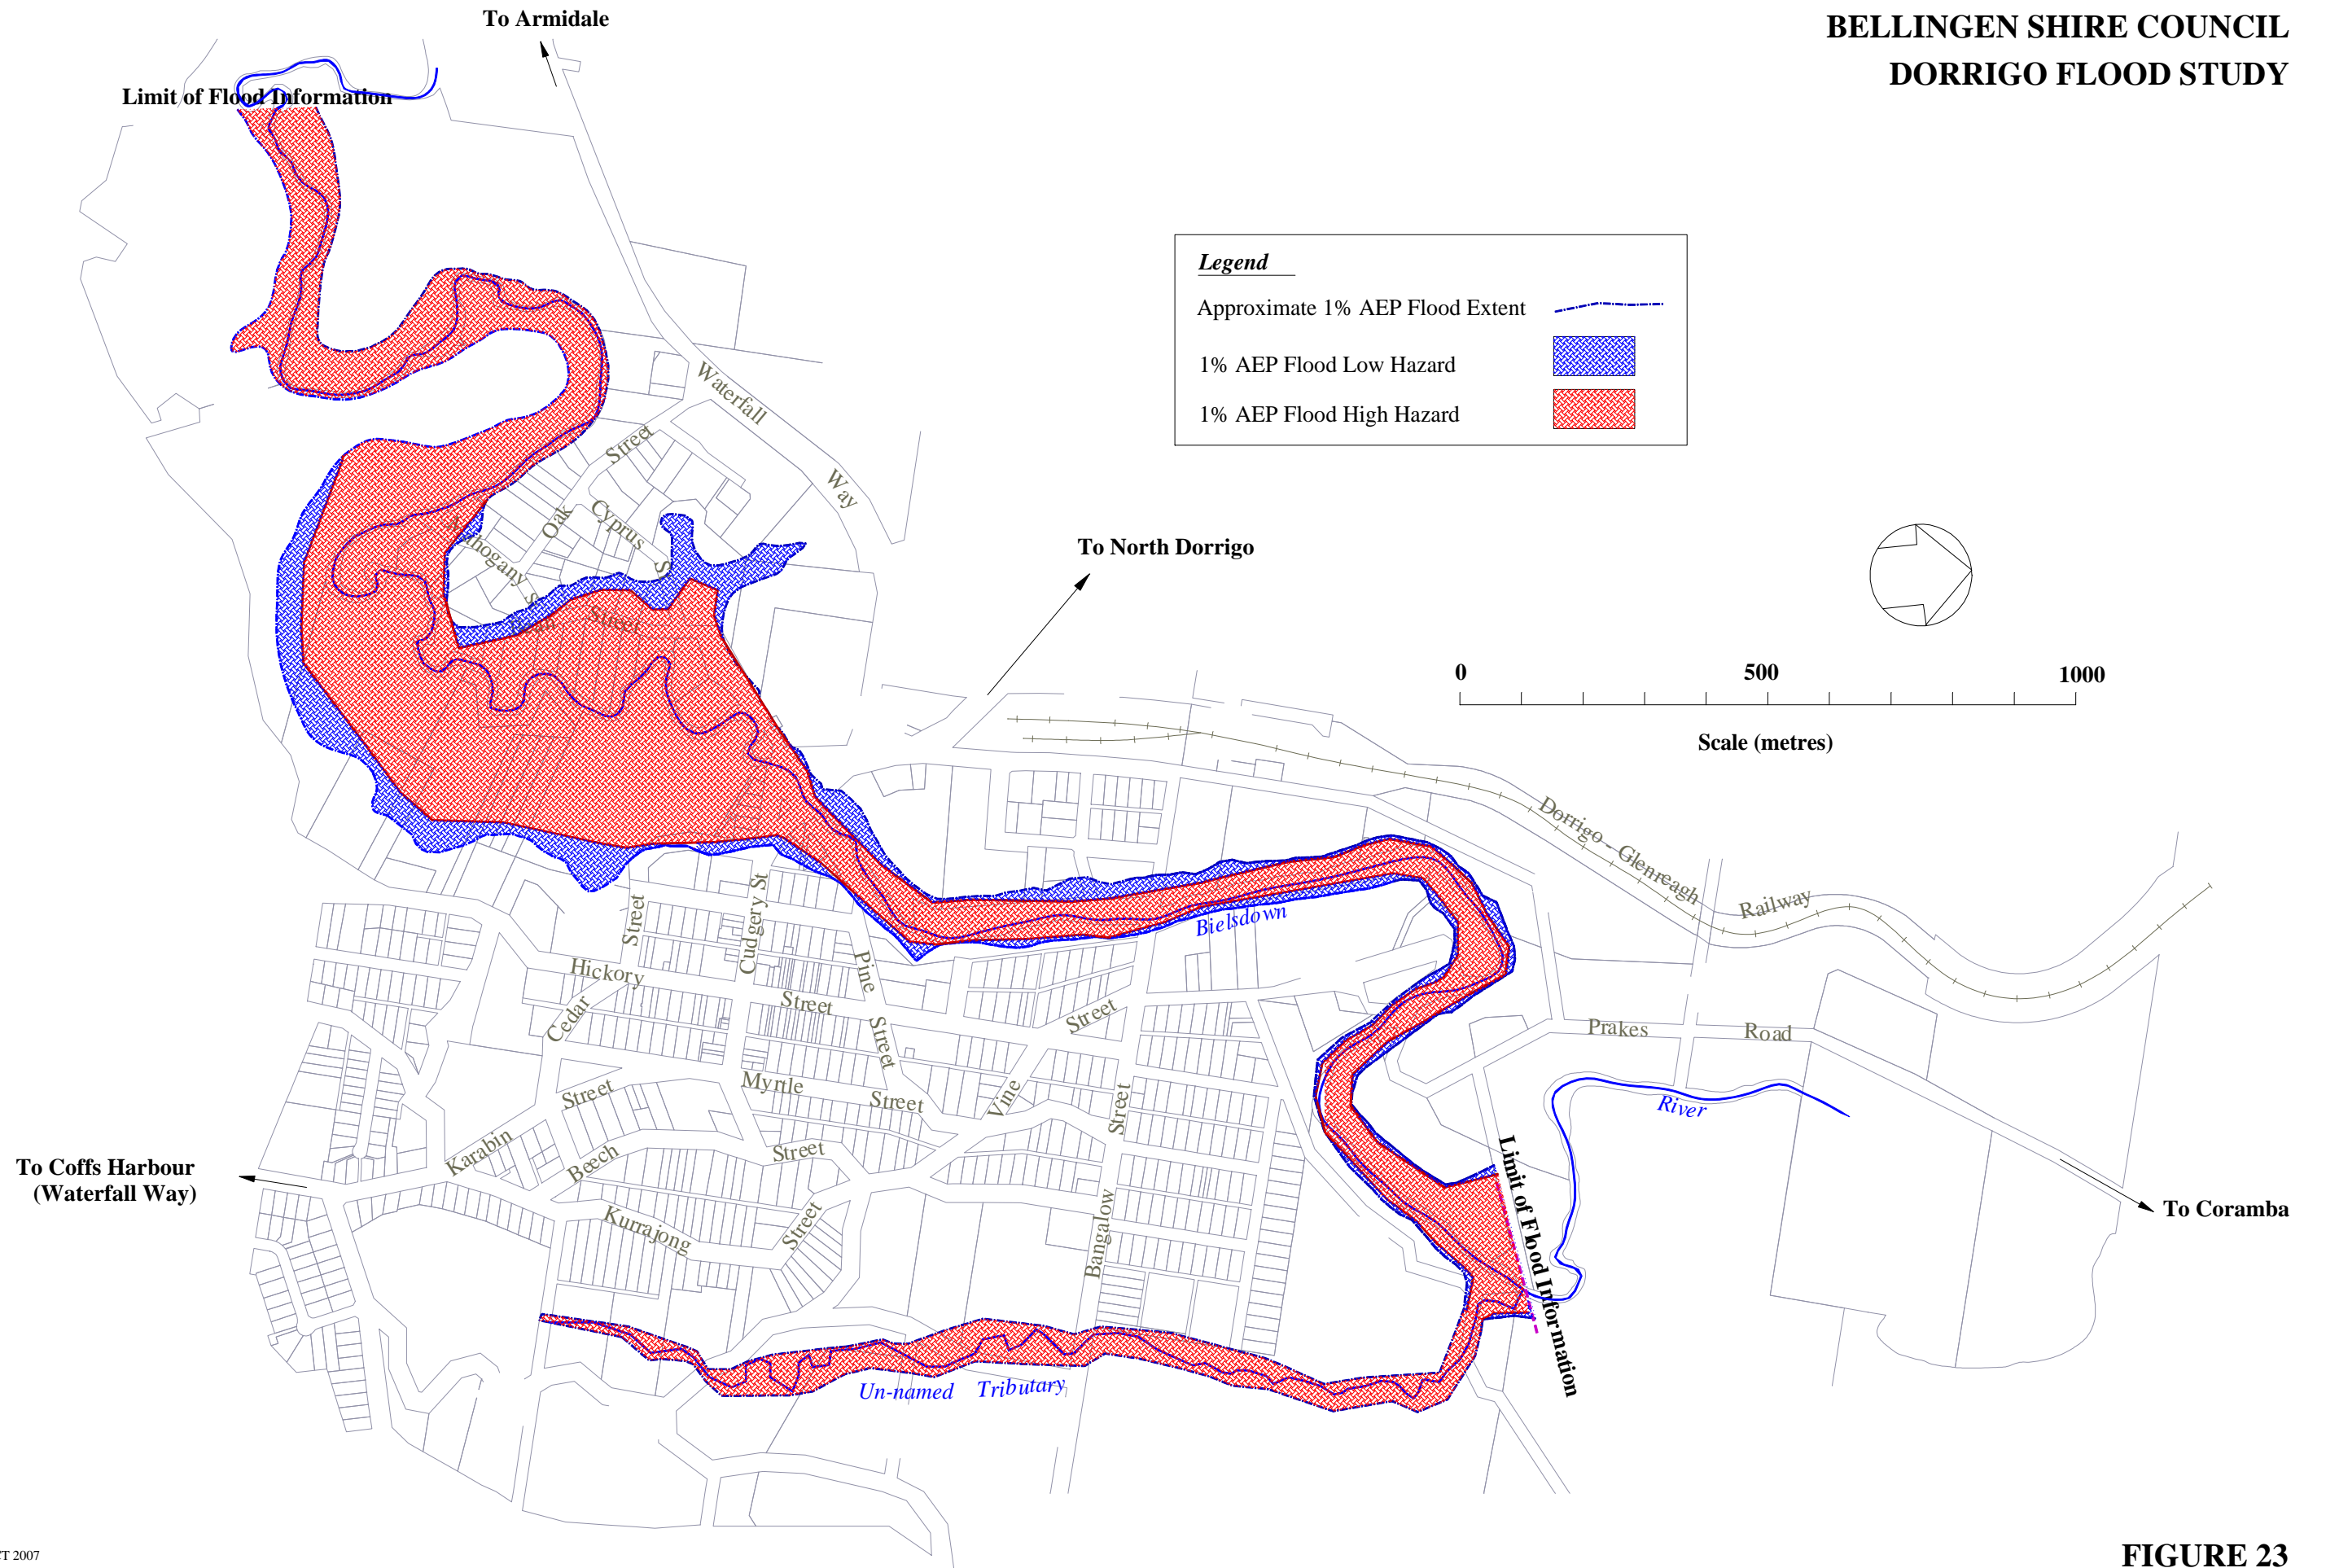 BELLINGEN SHIRE COUNCIL
DORRIGO FLOOD STUDY
To Armidale
Limit of Flood Information
Legend
Approximate 1% AEP Flood Extent
1% AEP Flood Low Hazard
1% AEP Flood High Hazard
Waterfall
Way
Street
Oak
Cyprus
St
Mahogany
St
Street
To North Dorrigo
0 500 1000
Scale (metres)
Dorrigo - Glenreagh
Railway
Bielsdown
Street
Cudgery St
Hickory
Street
Pine
Street
Cedar
Street
Myrtle
Street
Vine
Street
Prakes Road
River
Street
Karabin
Beech
Street
Kurrajong
Street
Bangalow
Limit of Flood Information
To Coffs Harbour
(Waterfall Way)
To Coramba
Un-named Tributary
2007
FIGURE 23